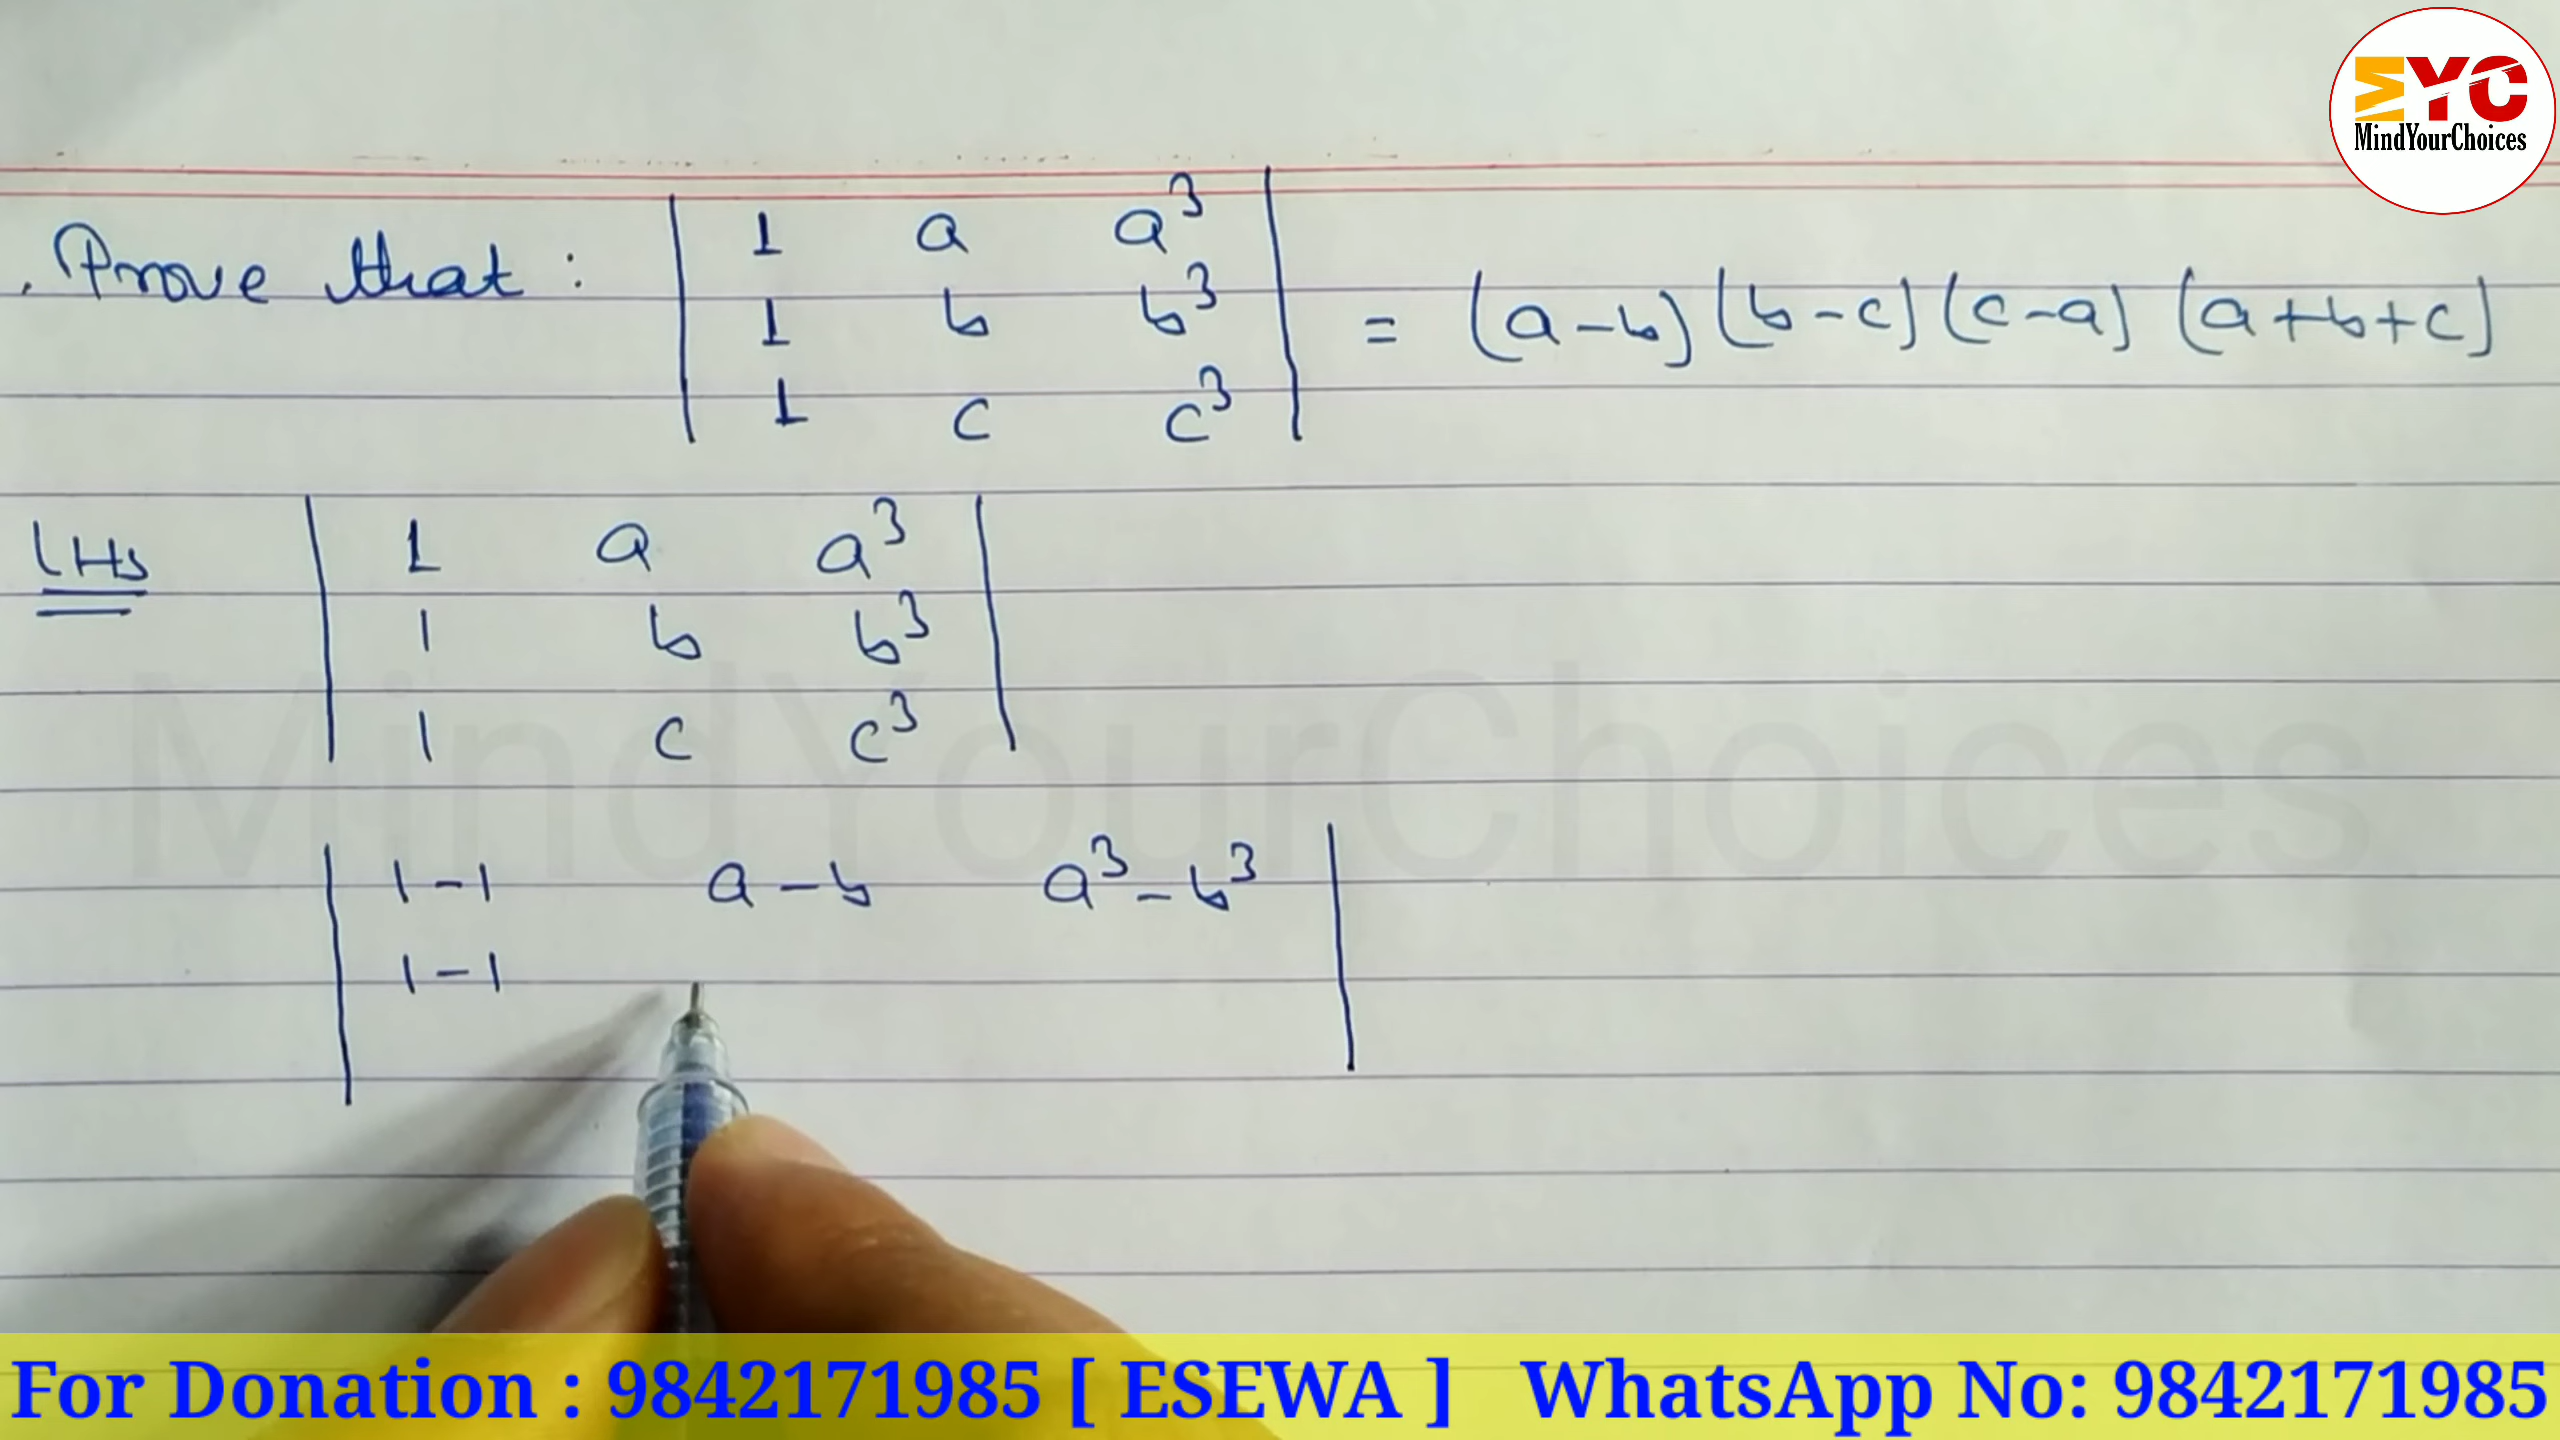 MYC
MindYourChoices
. Prove that : | 1 a a³ |
| 1 b b³ | = (a-b) (b-c) (c-a) (a+b+c)
| 1 c c³ |
LHS | 1 a a³ |
| 1 b b³ |
| 1 c c³ |
MindYourChoices
| 1-1 a-b a³-b³ |
| 1-1 |
For Donation : 9842171985 [ ESEWA ] WhatsApp No: 9842171985